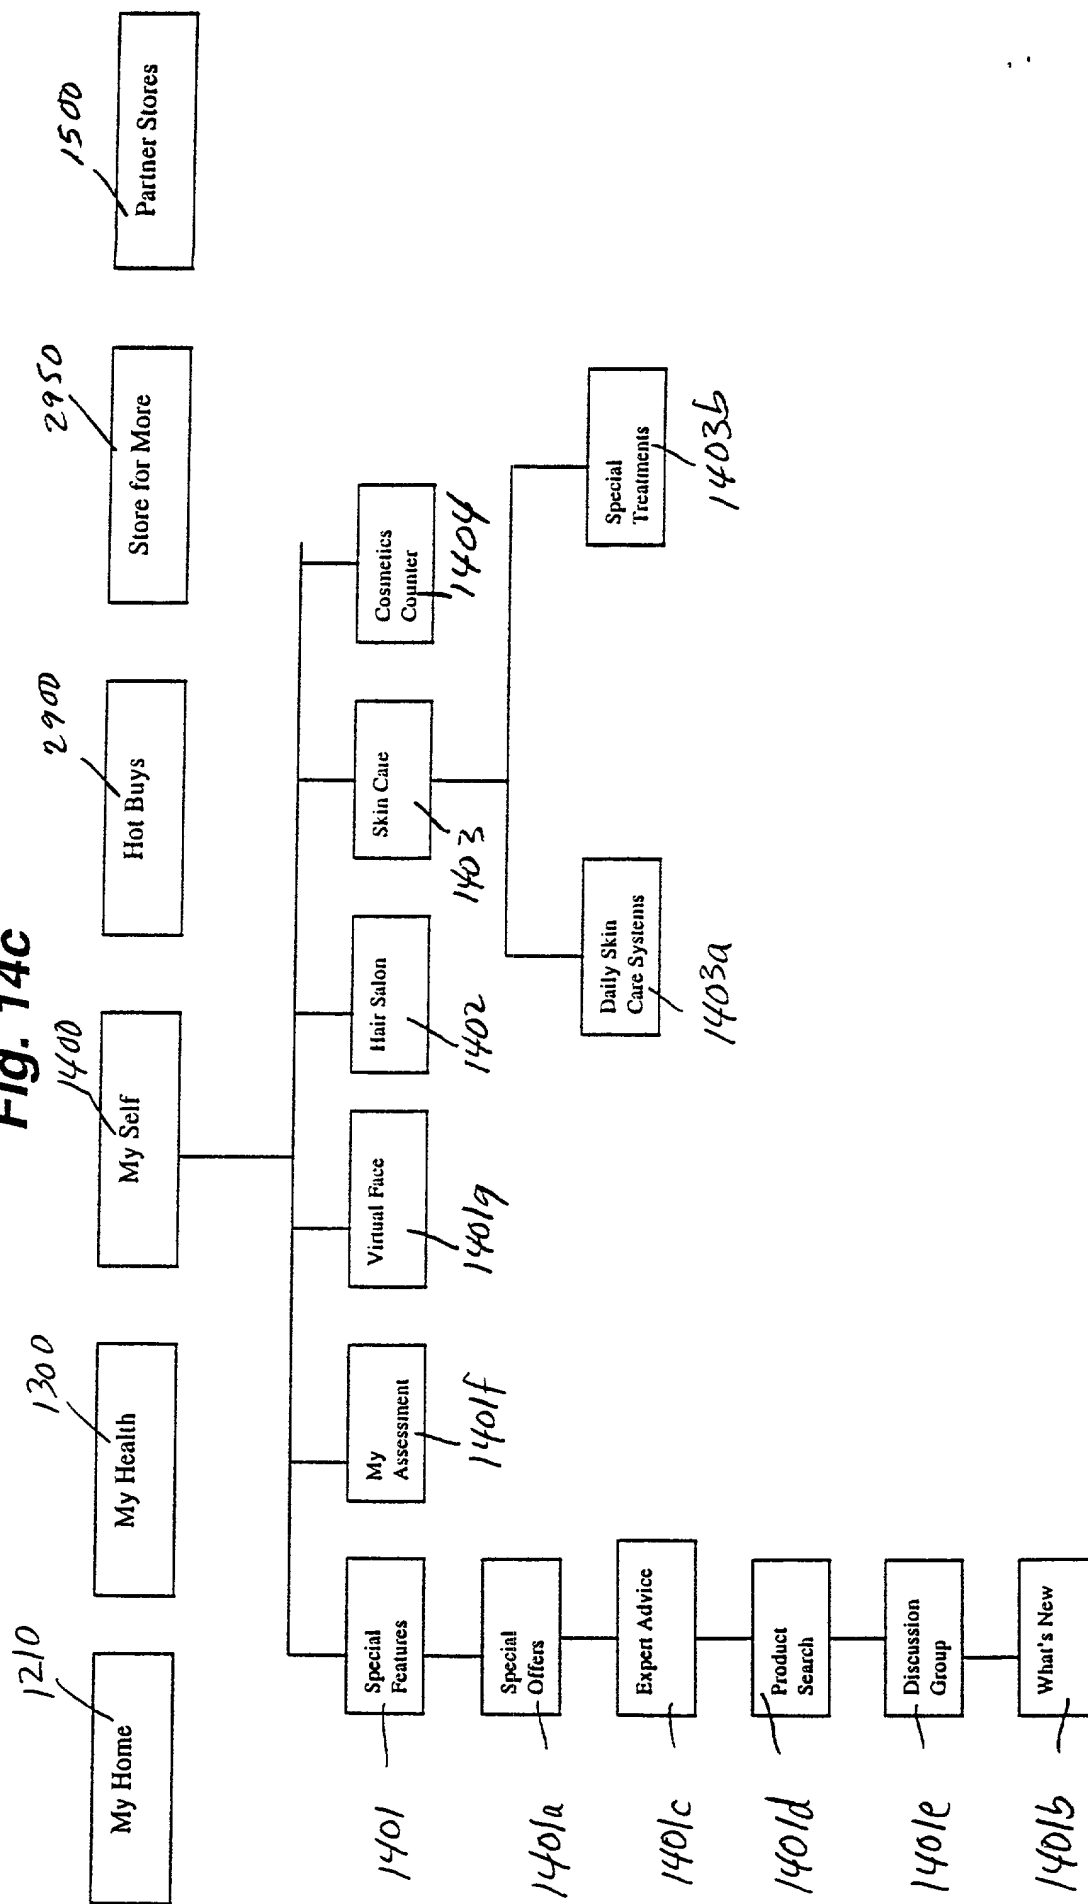 Fig. 14c
1210
1300
1400
2900
2950
1500
My Home
My Health
My Self
Hot Buys
Store for More
Partner Stores
Special
Features
My
Assessment
Virtual Face
Hair Salon
Skin Care
Cosmetics
Counter
1401
1401f
1401g
1402
1403
1404
Special
Offers
1401a
Daily Skin
Care Systems
1403a
Special
Treatments
1403b
Expert Advice
1401c
Product
Search
1401d
Discussion
Group
1401e
What's New
1401b